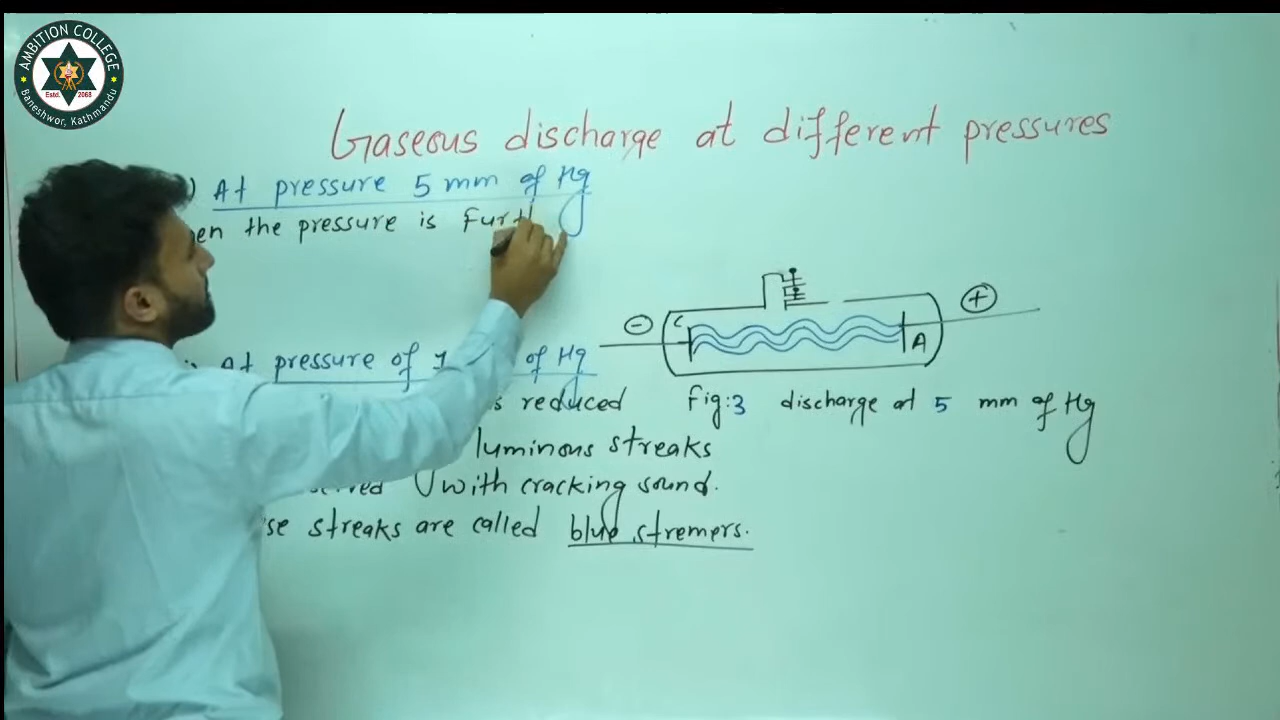 AMBITION COLLEGE
Estd. 2068
Baneshwor, Kathmandu
Gaseous discharge at different pressures
) At pressure 5 mm of Hg
en the pressure is Furth
) At pressure of of Hg
s reduced
luminous streaks
with cracking sound.
se streaks are called blue stremers.
-
+
C
A
Fig:3 discharge at 5 mm of Hg